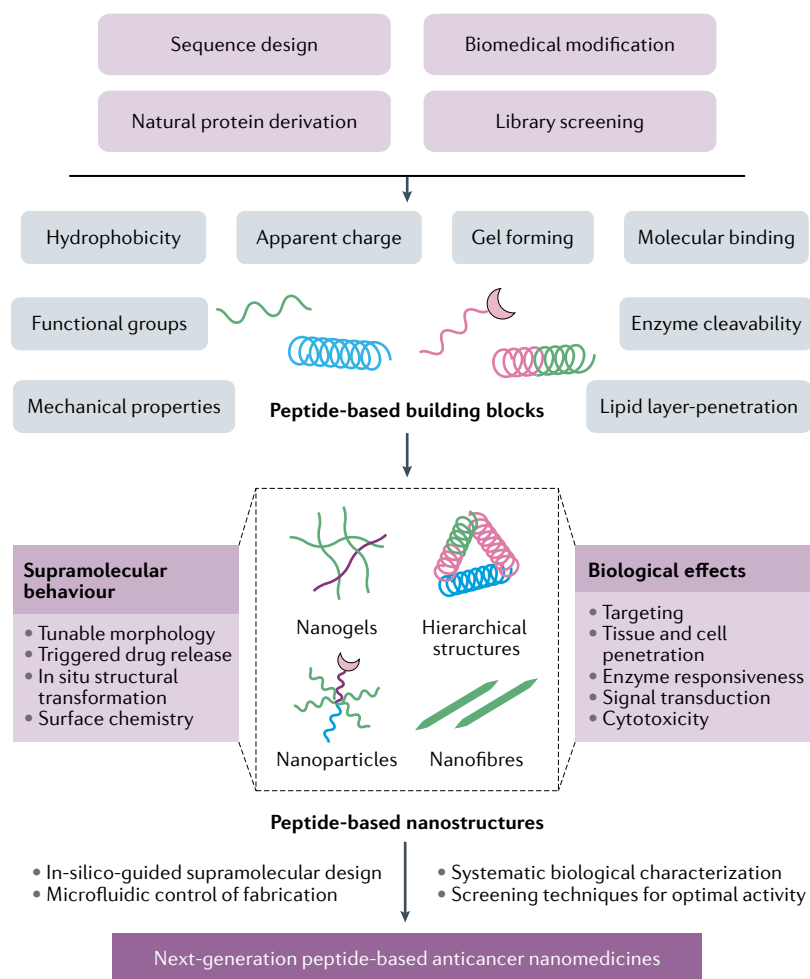 Sequence design
Biomedical modification
Natural protein derivation
Library screening
Hydrophobicity
Apparent charge
Gel forming
Molecular binding
Functional groups
Enzyme cleavability
Mechanical properties
Peptide-based building blocks
Lipid layer-penetration
Supramolecular
behaviour
• Tunable morphology
• Triggered drug release
• In situ structural
transformation
• Surface chemistry
Nanogels
Hierarchical
structures
Nanoparticles
Nanofibres
Biological effects
• Targeting
• Tissue and cell
penetration
• Enzyme responsiveness
• Signal transduction
• Cytotoxicity
Peptide-based nanostructures
• In-silico-guided supramolecular design
• Microfluidic control of fabrication
• Systematic biological characterization
• Screening techniques for optimal activity
Next-generation peptide-based anticancer nanomedicines